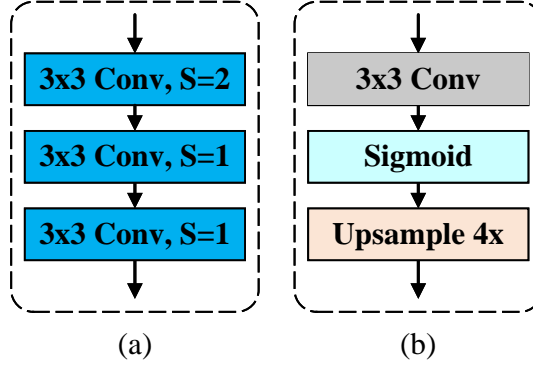 3x3 Conv, S=2
3x3 Conv, S=1
3x3 Conv, S=1
(a)
3x3 Conv
Sigmoid
Upsample 4x
(b)